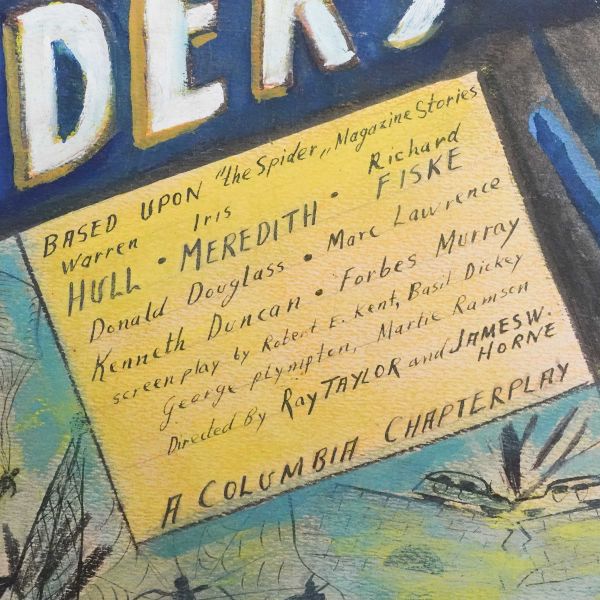 DERS
BASED UPON "the Spider,, Magazine Stories
Warren Iris Richard
HULL • MEREDITH • FISKE
Donald Douglass • Marc Lawrence
Kenneth Duncan • Forbes Murray
screenplay by Robert E. Kent, Basil Dickey
George plympton, Martie Ramson
Directed By Ray TAYLOR and JAMES W.
HORNE
A COLUMBIA CHAPTERPLAY